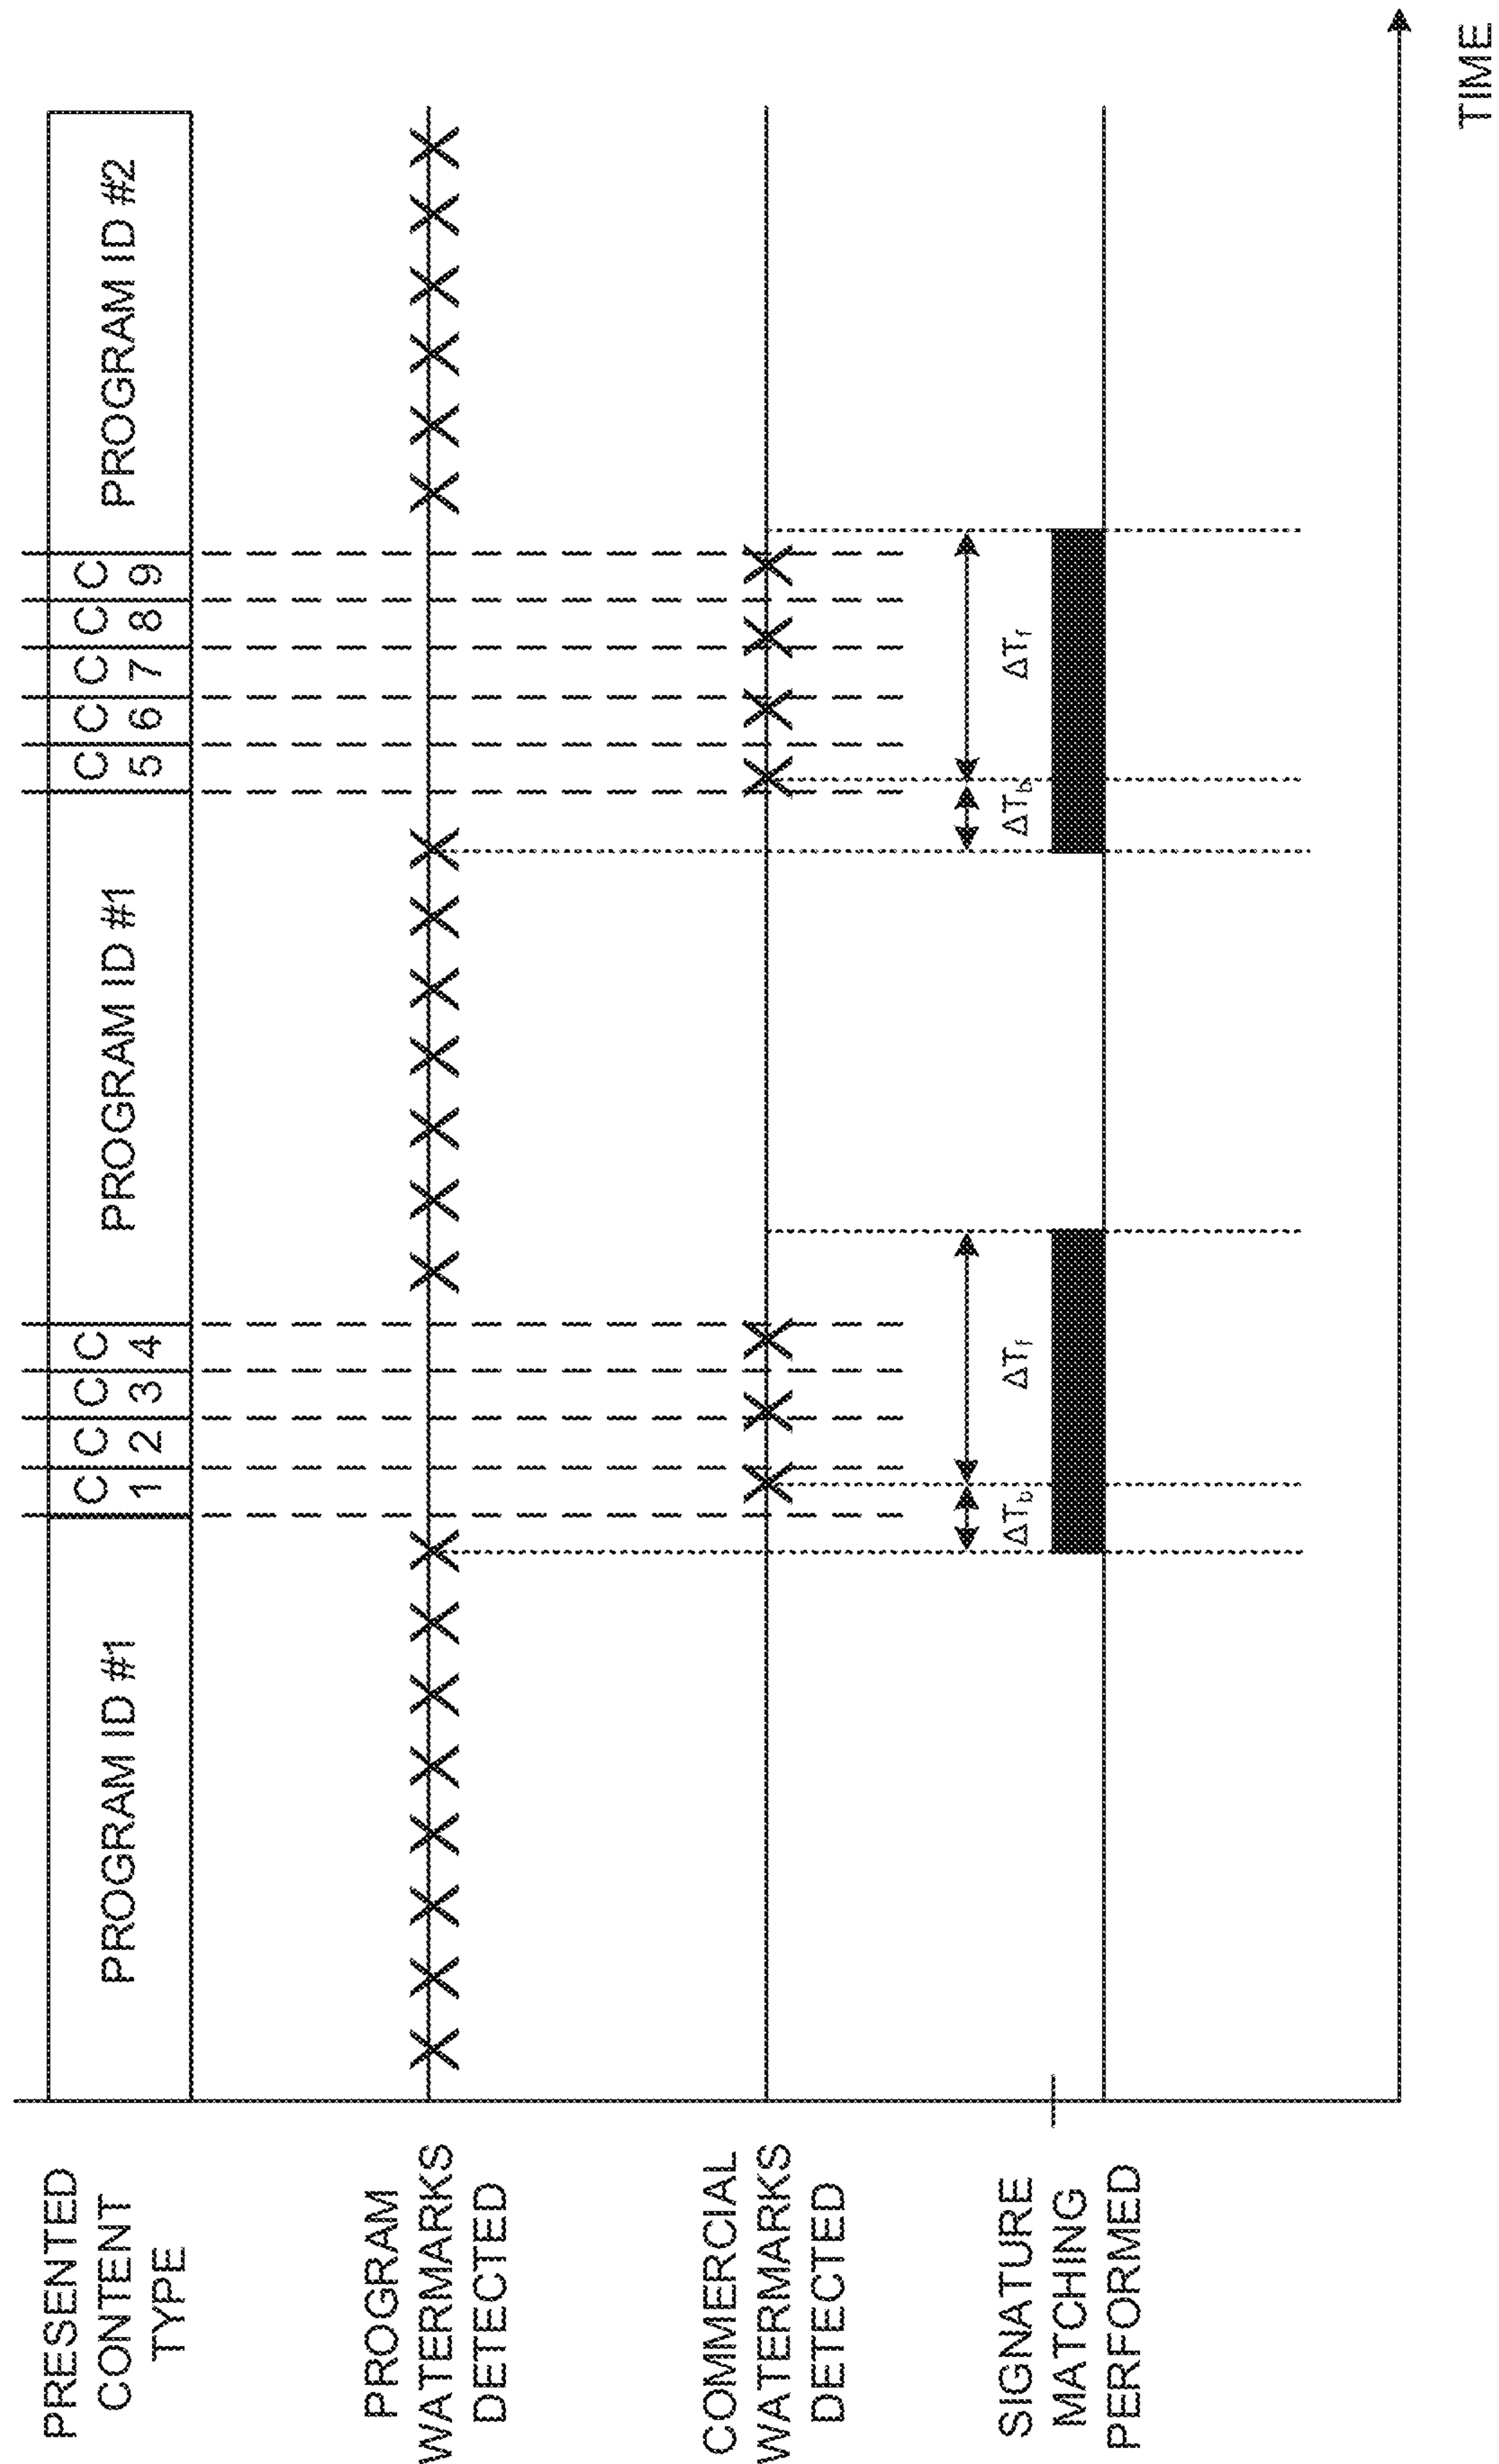 PRESENTED
CONTENT
TYPE
PROGRAM ID #1
C C C C
1 2 3 4
PROGRAM ID #1
C C C C C
5 6 7 8 9
PROGRAM ID #2
PROGRAM
WATERMARKS
DETECTED
COMMERCIAL
WATERMARKS
DETECTED
ΔTb ΔTf ΔTb ΔTf
SIGNATURE
MATCHING
PERFORMED
TIME